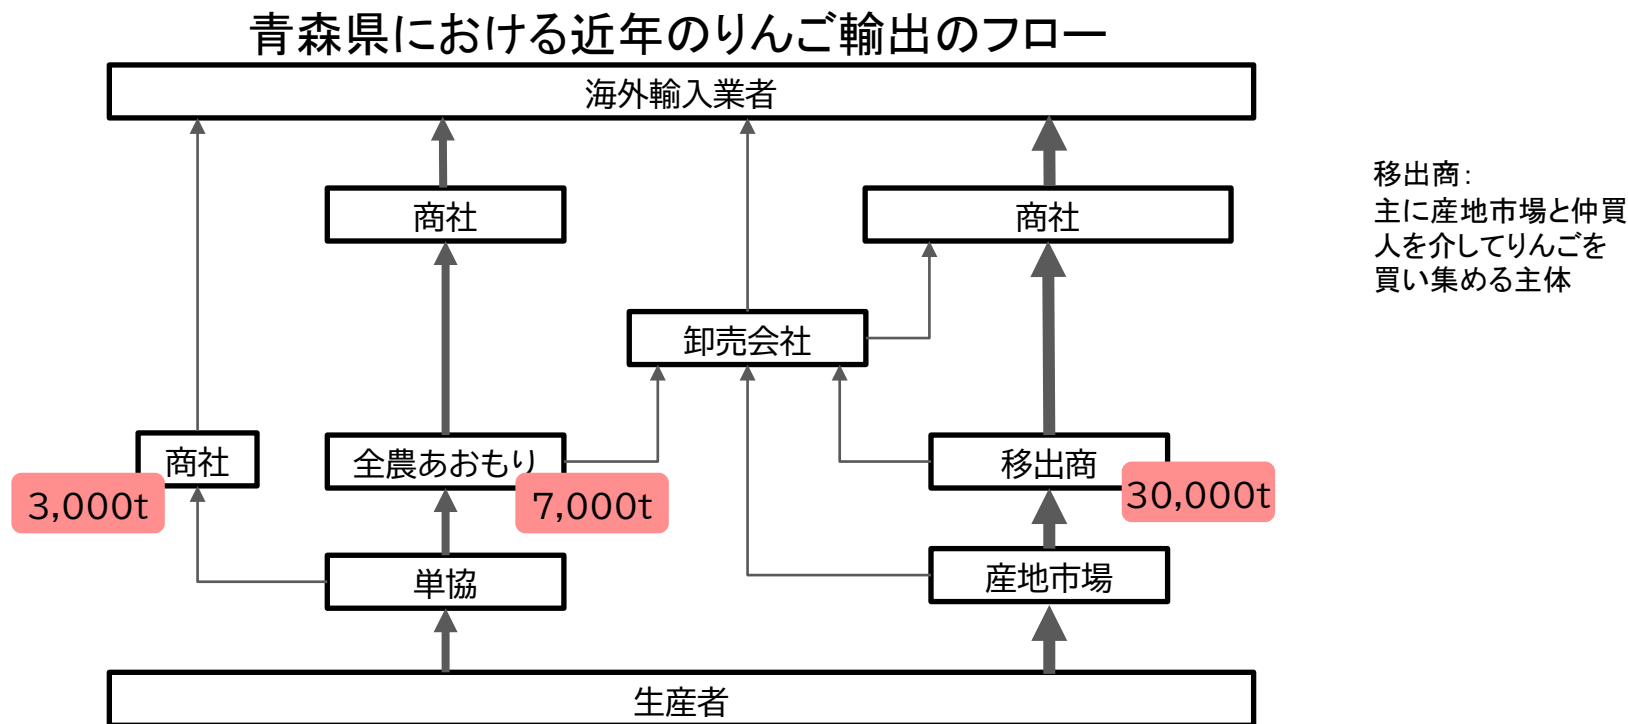 青森県における近年のりんご輸出のフロー
海外輸入業者
商社
商社
移出商：
主に産地市場と仲買
人を介してりんごを
買い集める主体
卸売会社
商社
全農あおもり
移出商
3,000t
7,000t
30,000t
単協
産地市場
生産者